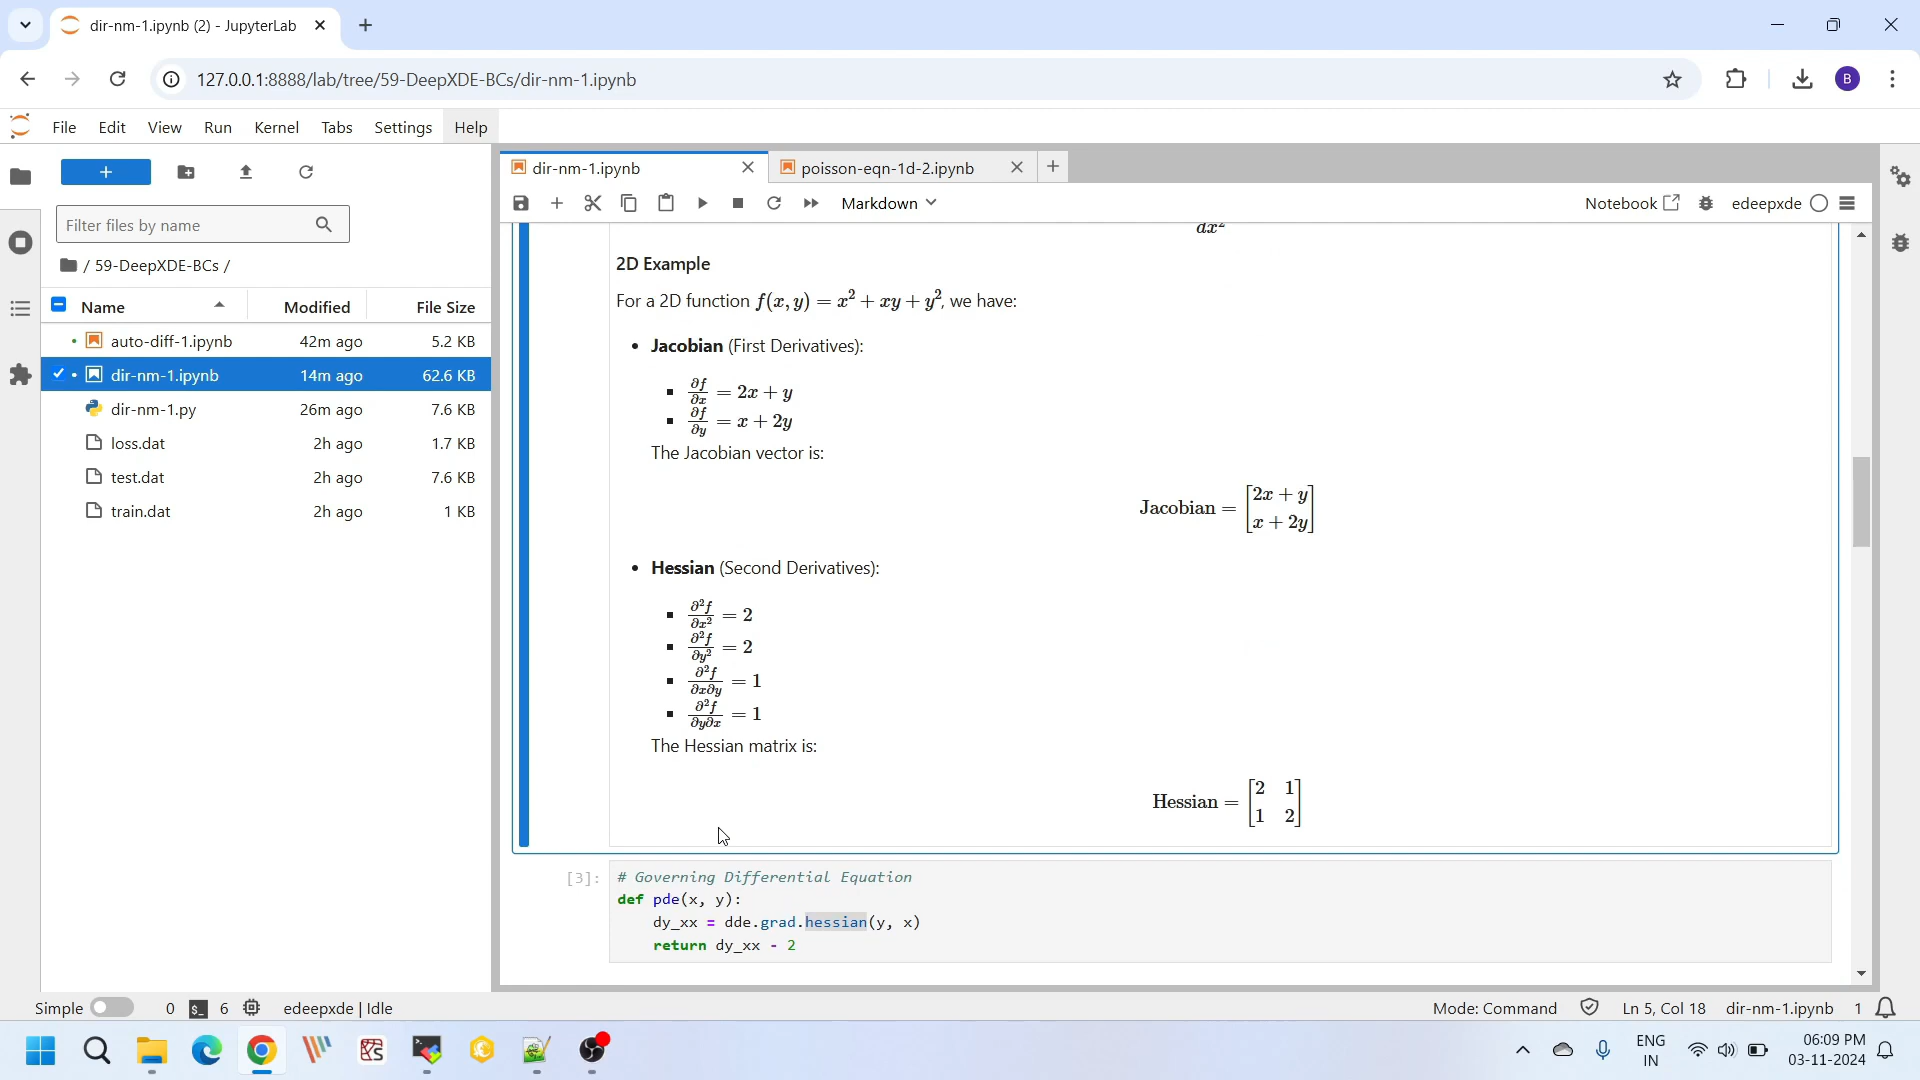 dir-nm-1.ipynb (2) - JupyterLab
127.0.0.1:8888/lab/tree/59-DeepXDE-BCs/dir-nm-1.ipynb
B
File Edit View Run Kernel Tabs Settings Help
dir-nm-1.ipynb
poisson-eqn-1d-2.ipynb
Markdown
Notebook
edeepxde
Filter files by name
/ 59-DeepXDE-BCs /
Name Modified File Size
auto-diff-1.ipynb 42m ago 5.2 KB
dir-nm-1.ipynb 14m ago 62.6 KB
dir-nm-1.py 26m ago 7.6 KB
loss.dat 2h ago 1.7 KB
test.dat 2h ago 7.6 KB
train.dat 2h ago 1 KB
dx²
2D Example
For a 2D function f(x, y) = x² + xy + y², we have:
• Jacobian (First Derivatives):
▪ ∂f/∂x = 2x + y
▪ ∂f/∂y = x + 2y
The Jacobian vector is:
Jacobian = [2x + y
x + 2y]
• Hessian (Second Derivatives):
▪ ∂²f/∂x² = 2
▪ ∂²f/∂y² = 2
▪ ∂²f/∂x∂y = 1
▪ ∂²f/∂y∂x = 1
The Hessian matrix is:
Hessian = [2 1
1 2]
[3]:
# Governing Differential Equation
def pde(x, y):
dy_xx = dde.grad.hessian(y, x)
return dy_xx - 2
Simple 0 $_ 6 edeepxde | Idle
Mode: Command Ln 5, Col 18 dir-nm-1.ipynb 1
ENG
IN
06:09 PM
03-11-2024